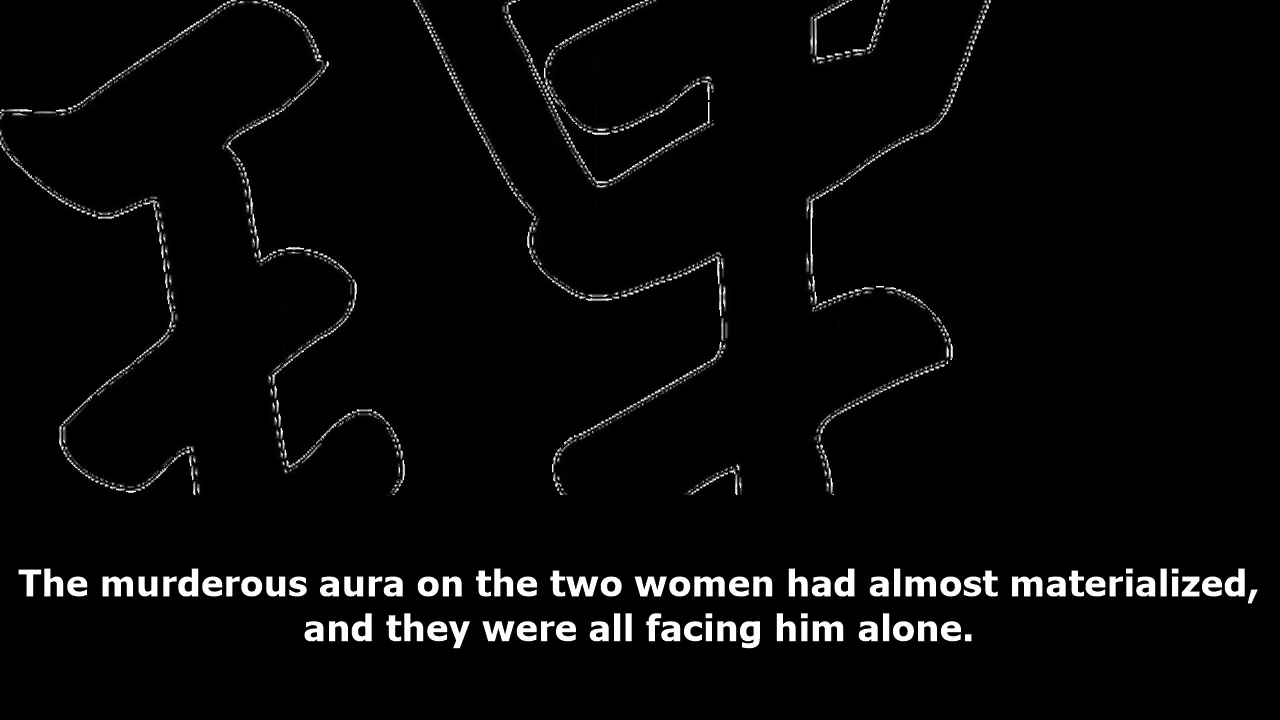 The murderous aura on the two women had almost materialized,
and they were all facing him alone.